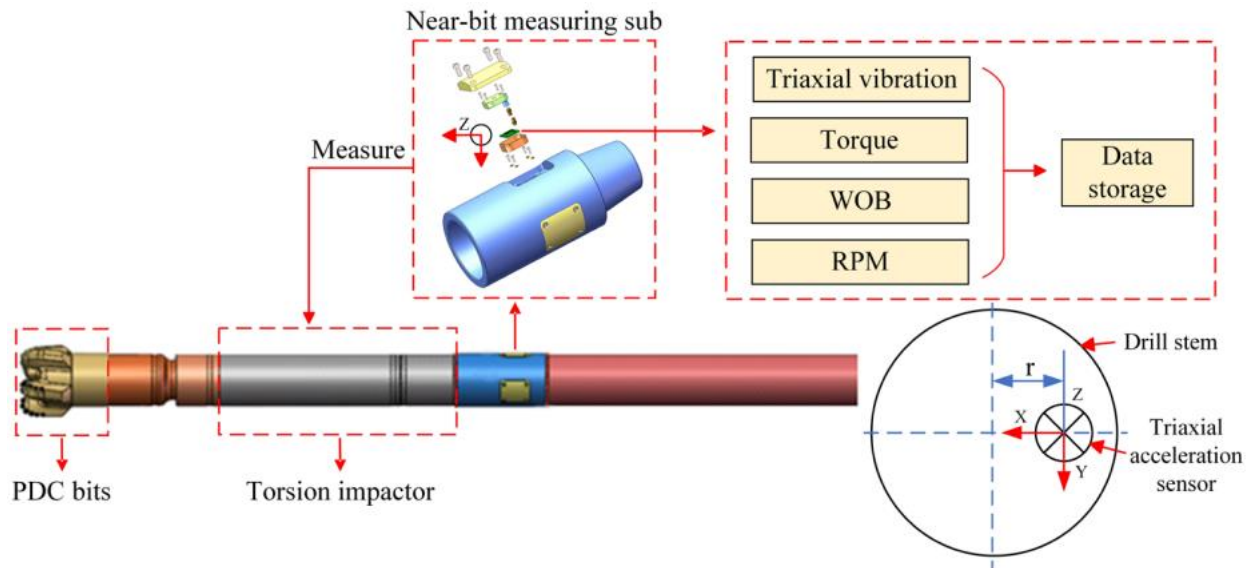 Near-bit measuring sub
Z
Measure
Triaxial vibration
Torque
WOB
RPM
Data
storage
PDC bits
Torsion impactor
r
Drill stem
X
Z
Y
Triaxial
acceleration
sensor